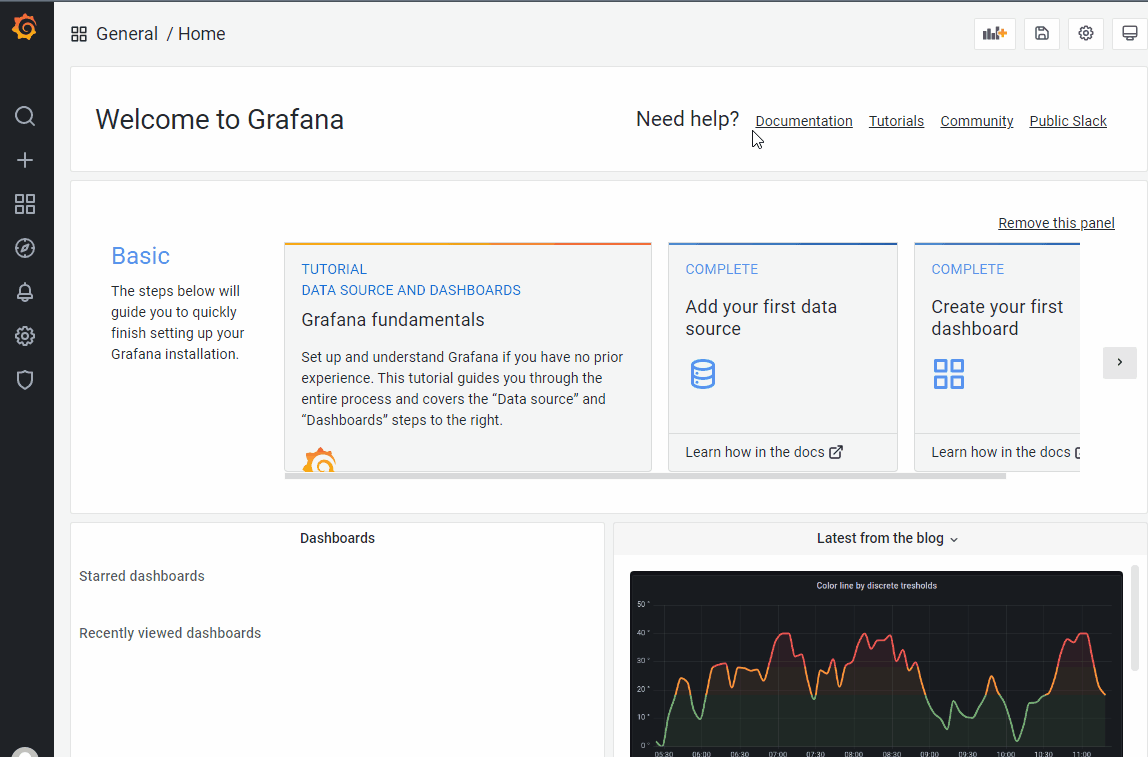 General / Home
Welcome to Grafana
Need help? Documentation Tutorials Community Public Slack
Remove this panel
Basic
The steps below will
guide you to quickly
finish setting up your
Grafana installation.
TUTORIAL
DATA SOURCE AND DASHBOARDS
Grafana fundamentals
Set up and understand Grafana if you have no prior
experience. This tutorial guides you through the
entire process and covers the “Data source” and
“Dashboards” steps to the right.
COMPLETE
Add your first data
source
Learn how in the docs
COMPLETE
Create your first
dashboard
Learn how in the docs
Dashboards
Starred dashboards
Recently viewed dashboards
Latest from the blog
Color line by discrete tresholds
50 °
40 °
30 °
20 °
10 °
0 °
05:30 06:00 06:30 07:00 07:30 08:00 08:30 09:00 09:30 10:00 10:30 11:00